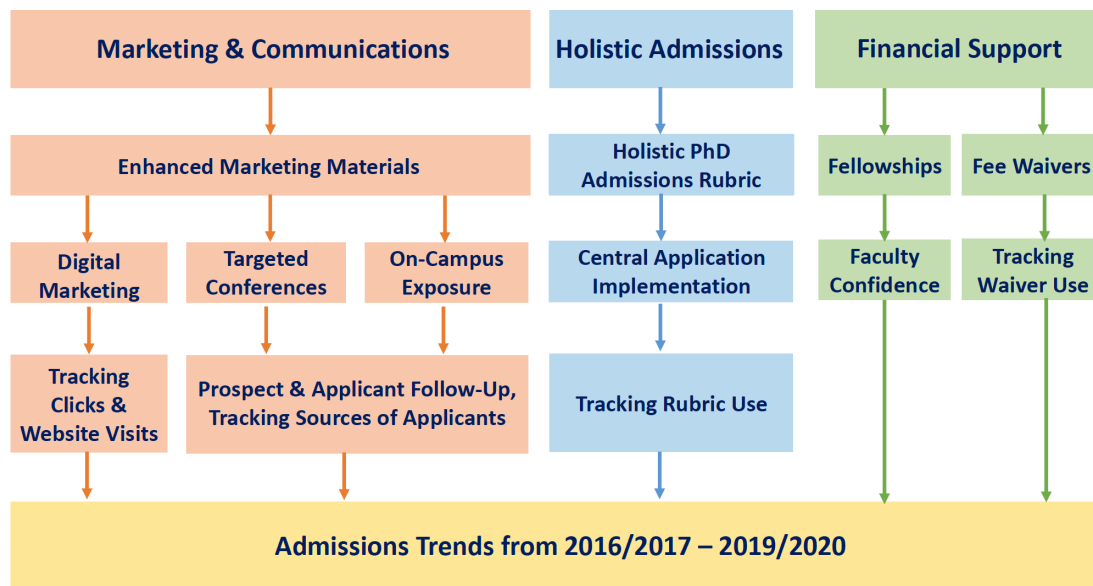 Marketing & Communications
Holistic Admissions
Financial Support
Enhanced Marketing Materials
Holistic PhD
Admissions Rubric
Fellowships
Fee Waivers
Digital
Marketing
Targeted
Conferences
On-Campus
Exposure
Central Application
Implementation
Faculty
Confidence
Tracking
Waiver Use
Tracking
Clicks &
Website Visits
Prospect & Applicant Follow-Up,
Tracking Sources of Applicants
Tracking Rubric Use
Admissions Trends from 2016/2017 – 2019/2020